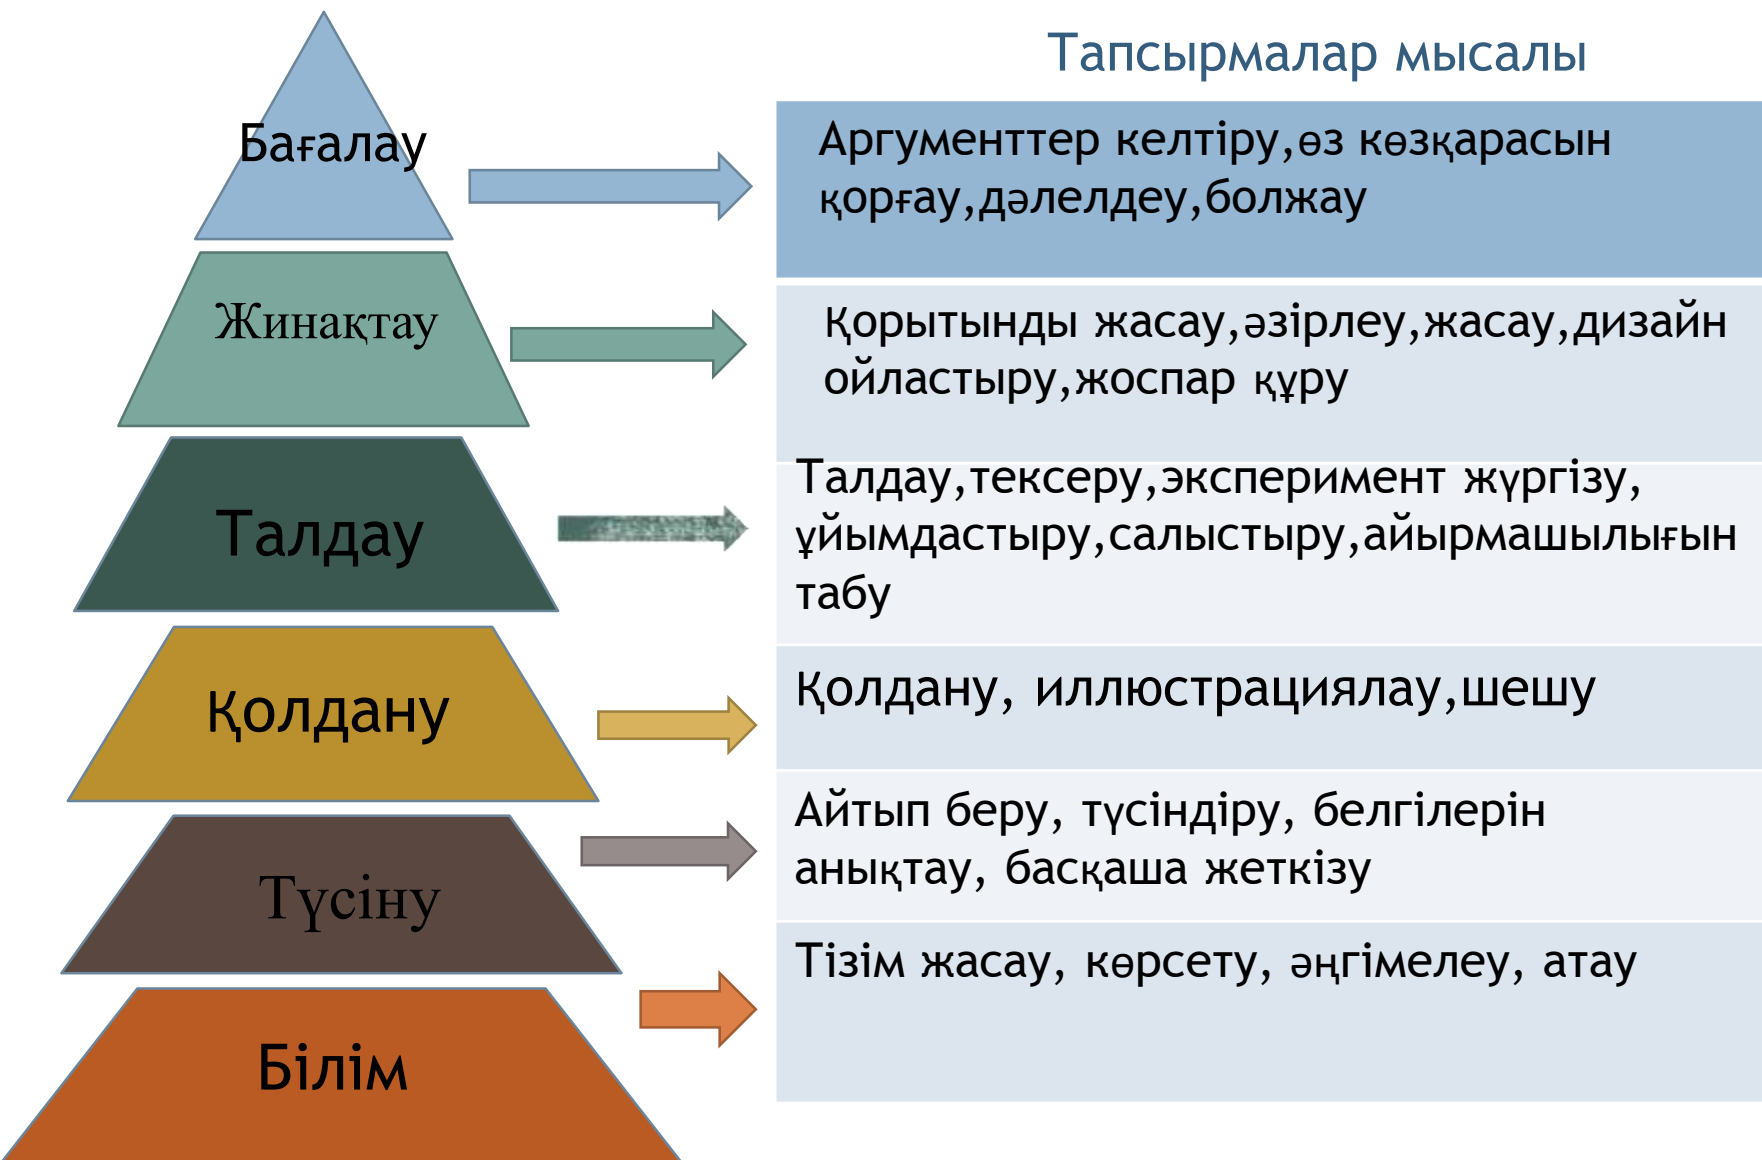 Тапсырмалар мысалы
Бағалау
Аргументтер келтіру,өз көзқарасын
қорғау,дәлелдеу,болжау
Жинақтау
Қорытынды жасау,әзірлеу,жасау,дизайн
ойластыру,жоспар құру
Талдау
Талдау,тексеру,эксперимент жүргізу,
ұйымдастыру,салыстыру,айырмашылығын
табу
Қолдану
Қолдану, иллюстрациялау,шешу
Түсіну
Айтып беру, түсіндіру, белгілерін
анықтау, басқаша жеткізу
Білім
Тізім жасау, көрсету, әңгімелеу, атау